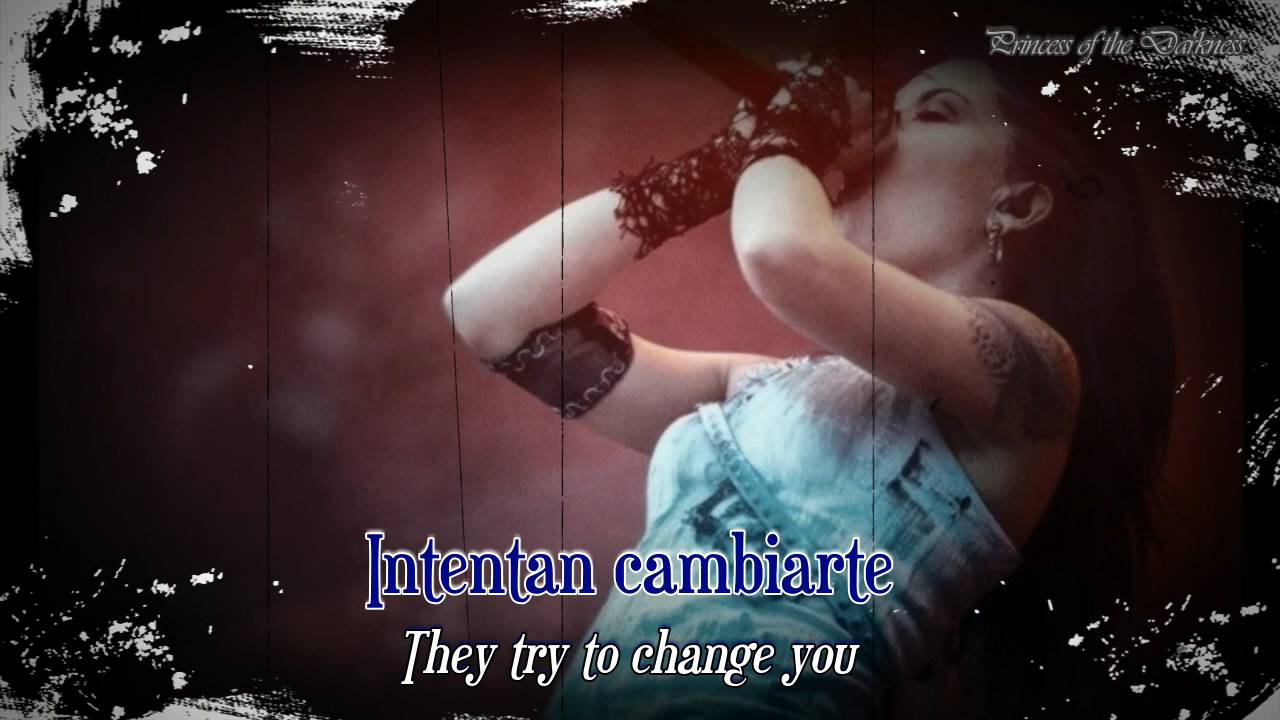 Princess of the Darkness
Intentan cambiarte
They try to change you